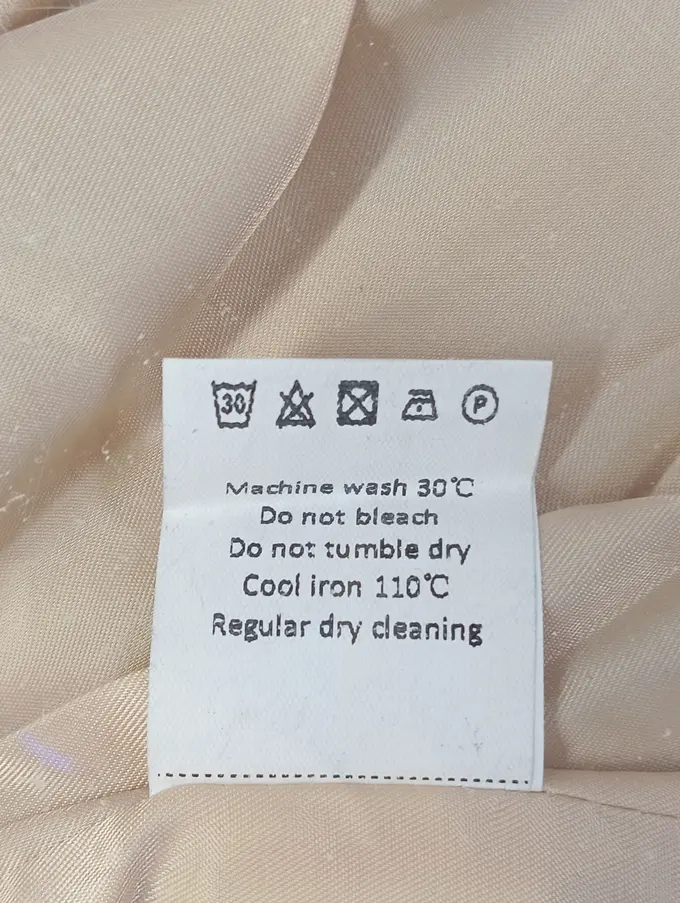 30 P
Machine wash 30℃
Do not bleach
Do not tumble dry
Cool iron 110℃
Regular dry cleaning